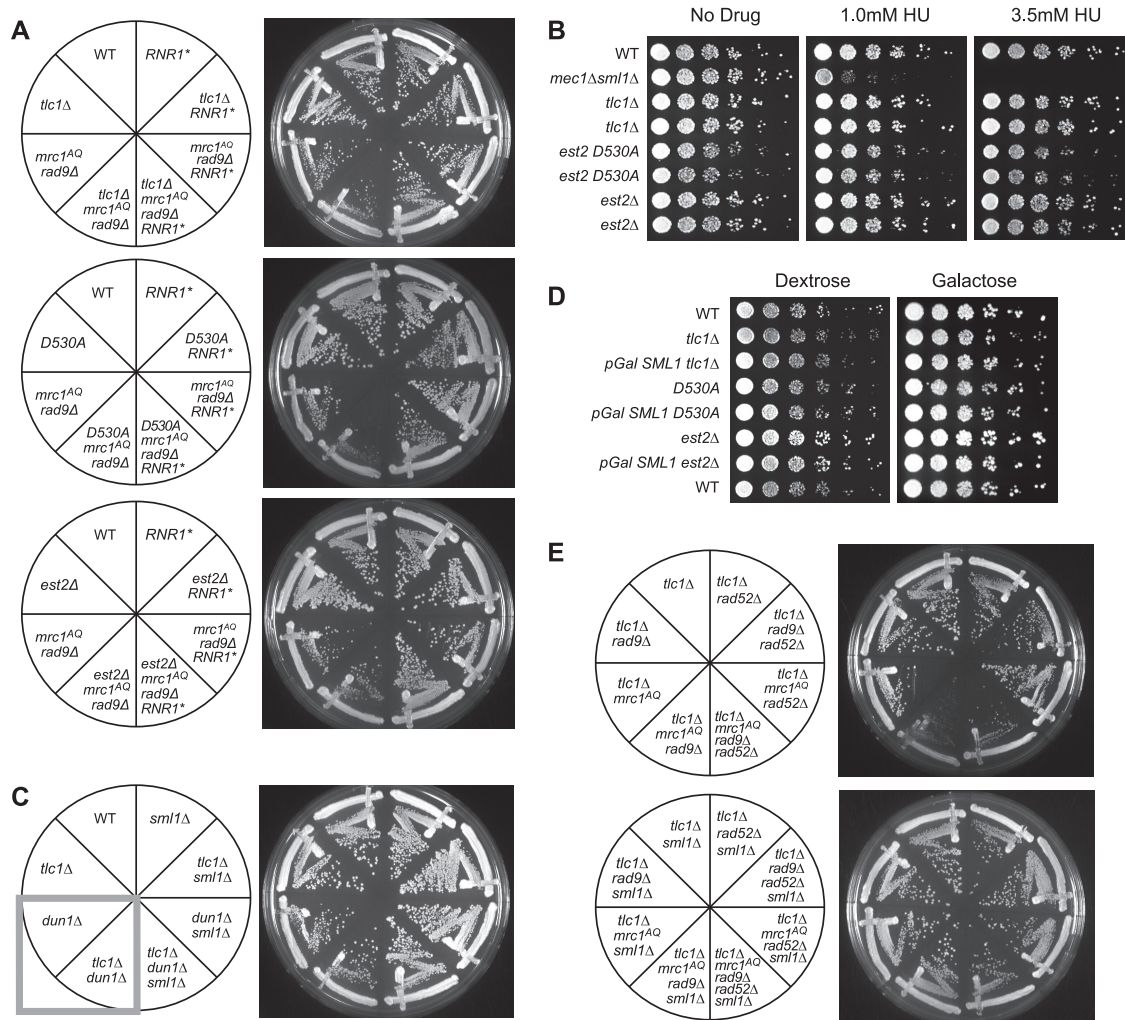 A
WT
RNR1*
tlc1Δ
tlc1Δ
RNR1*
mrc1AQ
rad9Δ
mrc1AQ
rad9Δ
RNR1*
tlc1Δ
mrc1AQ
rad9Δ
tlc1Δ
mrc1AQ
rad9Δ
RNR1*
WT
RNR1*
D530A
D530A
RNR1*
mrc1AQ
rad9Δ
mrc1AQ
rad9Δ
RNR1*
D530A
mrc1AQ
rad9Δ
D530A
mrc1AQ
rad9Δ
RNR1*
WT
RNR1*
est2Δ
est2Δ
RNR1*
mrc1AQ
rad9Δ
mrc1AQ
rad9Δ
RNR1*
est2Δ
mrc1AQ
rad9Δ
est2Δ
mrc1AQ
rad9Δ
RNR1*
B
No Drug 1.0mM HU 3.5mM HU
WT
mec1Δsml1Δ
tlc1Δ
tlc1Δ
est2 D530A
est2 D530A
est2Δ
est2Δ
C
WT
sml1Δ
tlc1Δ
tlc1Δ
sml1Δ
dun1Δ
dun1Δ
sml1Δ
tlc1Δ
dun1Δ
tlc1Δ
dun1Δ
sml1Δ
D
Dextrose Galactose
WT
tlc1Δ
pGal SML1 tlc1Δ
D530A
pGal SML1 D530A
est2Δ
pGal SML1 est2Δ
WT
E
tlc1Δ
tlc1Δ
rad52Δ
tlc1Δ
rad9Δ
tlc1Δ
rad9Δ
rad52Δ
tlc1Δ
mrc1AQ
tlc1Δ
mrc1AQ
rad52Δ
tlc1Δ
mrc1AQ
rad9Δ
tlc1Δ
mrc1AQ
rad9Δ
rad52Δ
tlc1Δ
sml1Δ
tlc1Δ
rad52Δ
sml1Δ
tlc1Δ
rad9Δ
sml1Δ
tlc1Δ
rad9Δ
rad52Δ
sml1Δ
tlc1Δ
mrc1AQ
sml1Δ
tlc1Δ
mrc1AQ
rad52Δ
sml1Δ
tlc1Δ
mrc1AQ
rad9Δ
sml1Δ
tlc1Δ
mrc1AQ
rad9Δ
rad52Δ
sml1Δ